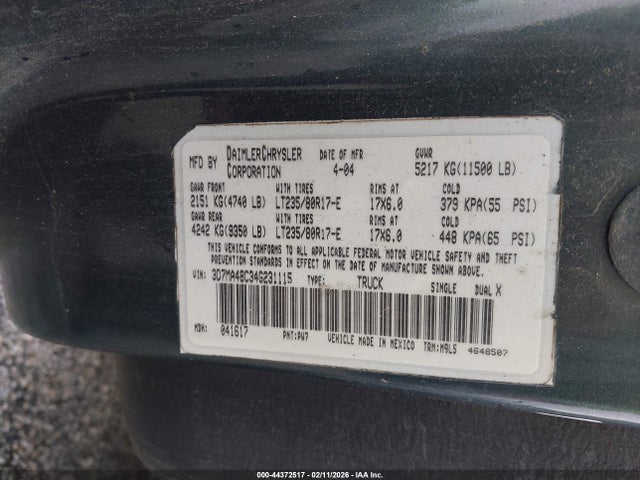 MFD BY DAIMLERCHRYSLER CORPORATION DATE OF MFR 4-04 GVWR 5217 KG(11500 LB)
GAWR FRONT WITH TIRES RIMS AT COLD
2151 KG(4740 LB) LT235/80R17-E 17X6.0 379 KPA(55 PSI)
GAWR REAR WITH TIRES RIMS AT COLD
4242 KG(9350 LB) LT235/80R17-E 17X6.0 448 KPA(65 PSI)
THIS VEHICLE CONFORMS TO ALL APPLICABLE FEDERAL MOTOR VEHICLE SAFETY AND THEFT
PREVENTION STANDARDS IN EFFECT ON THE DATE OF MANUFACTURE SHOWN ABOVE.
VIN: 3D7MA48C34G231115 TYPE: TRUCK SINGLE DUAL X
MDH: 041617 PNT:PW7 VEHICLE MADE IN MEXICO TRM:M9L5 4648507
000-44372517 - 02/11/2026 - IAA Inc.